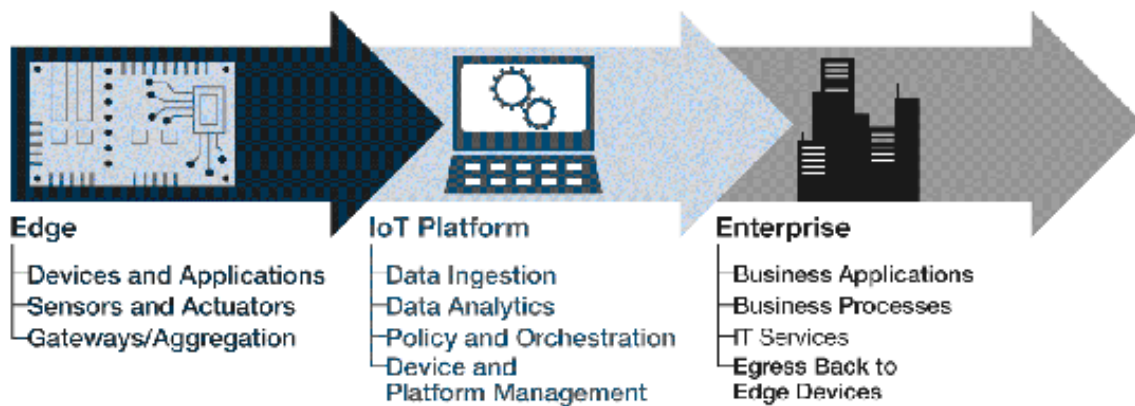 Edge
Devices and Applications
Sensors and Actuators
Gateways/Aggregation
IoT Platform
Data Ingestion
Data Analytics
Policy and Orchestration
Device and
Platform Management
Enterprise
Business Applications
Business Processes
IT Services
Egress Back to
Edge Devices